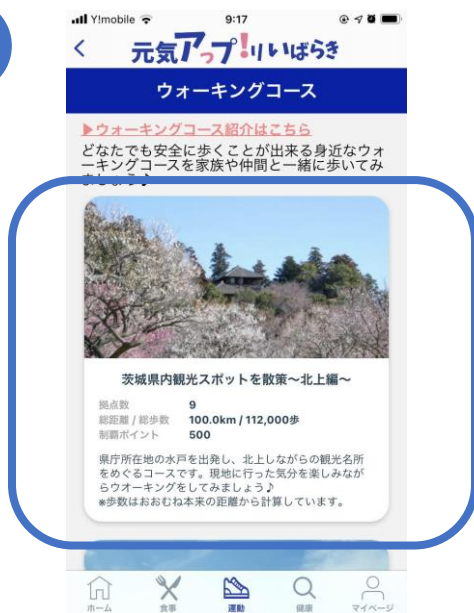 Y!mobile 9:17
元気アップ!リいばらき
ウォーキングコース
▶ウォーキングコース紹介はこちら
どなたでも安全に歩くことが出来る身近なウォ
ーキングコースを家族や仲間と一緒に歩いてみ
ましょう♪
茨城県内観光スポットを散策〜北上編〜
拠点数 9
総距離 / 総歩数 100.0km / 112,000歩
制覇ポイント 500
県庁所在地の水戸を出発し、北上しながらの観光名所
をめぐるコースです。現地に行った気分を楽しみなが
らウオーキングをしてみましょう♪
※歩数はおおむね本来の距離から計算しています。
ホーム 食事 運動 健康 マイページ